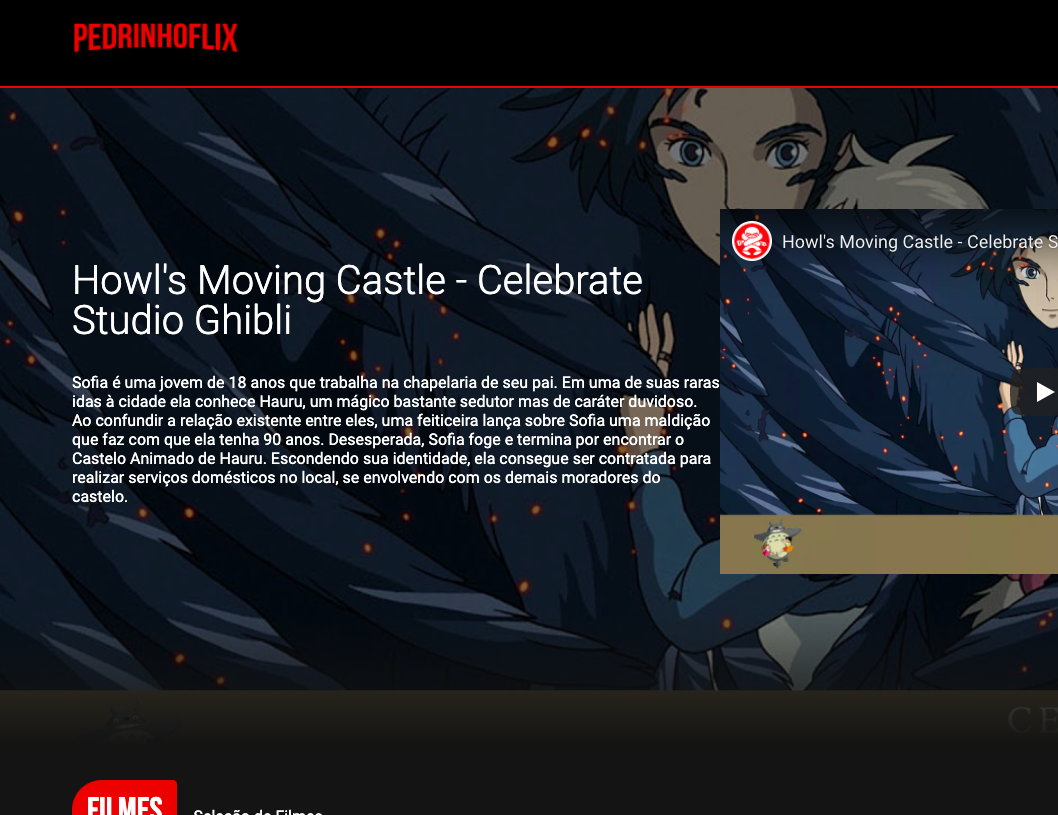 PEDRINHOFLIX
Howl's Moving Castle - Celebrate S
Howl's Moving Castle - Celebrate
Studio Ghibli
Sofia é uma jovem de 18 anos que trabalha na chapelaria de seu pai. Em uma de suas raras
idas à cidade ela conhece Hauru, um mágico bastante sedutor mas de caráter duvidoso.
Ao confundir a relação existente entre eles, uma feiticeira lança sobre Sofia uma maldição
que faz com que ela tenha 90 anos. Desesperada, Sofia foge e termina por encontrar o
Castelo Animado de Hauru. Escondendo sua identidade, ela consegue ser contratada para
realizar serviços domésticos no local, se envolvendo com os demais moradores do
castelo.
CE
FILMES
Seleção de Filmes